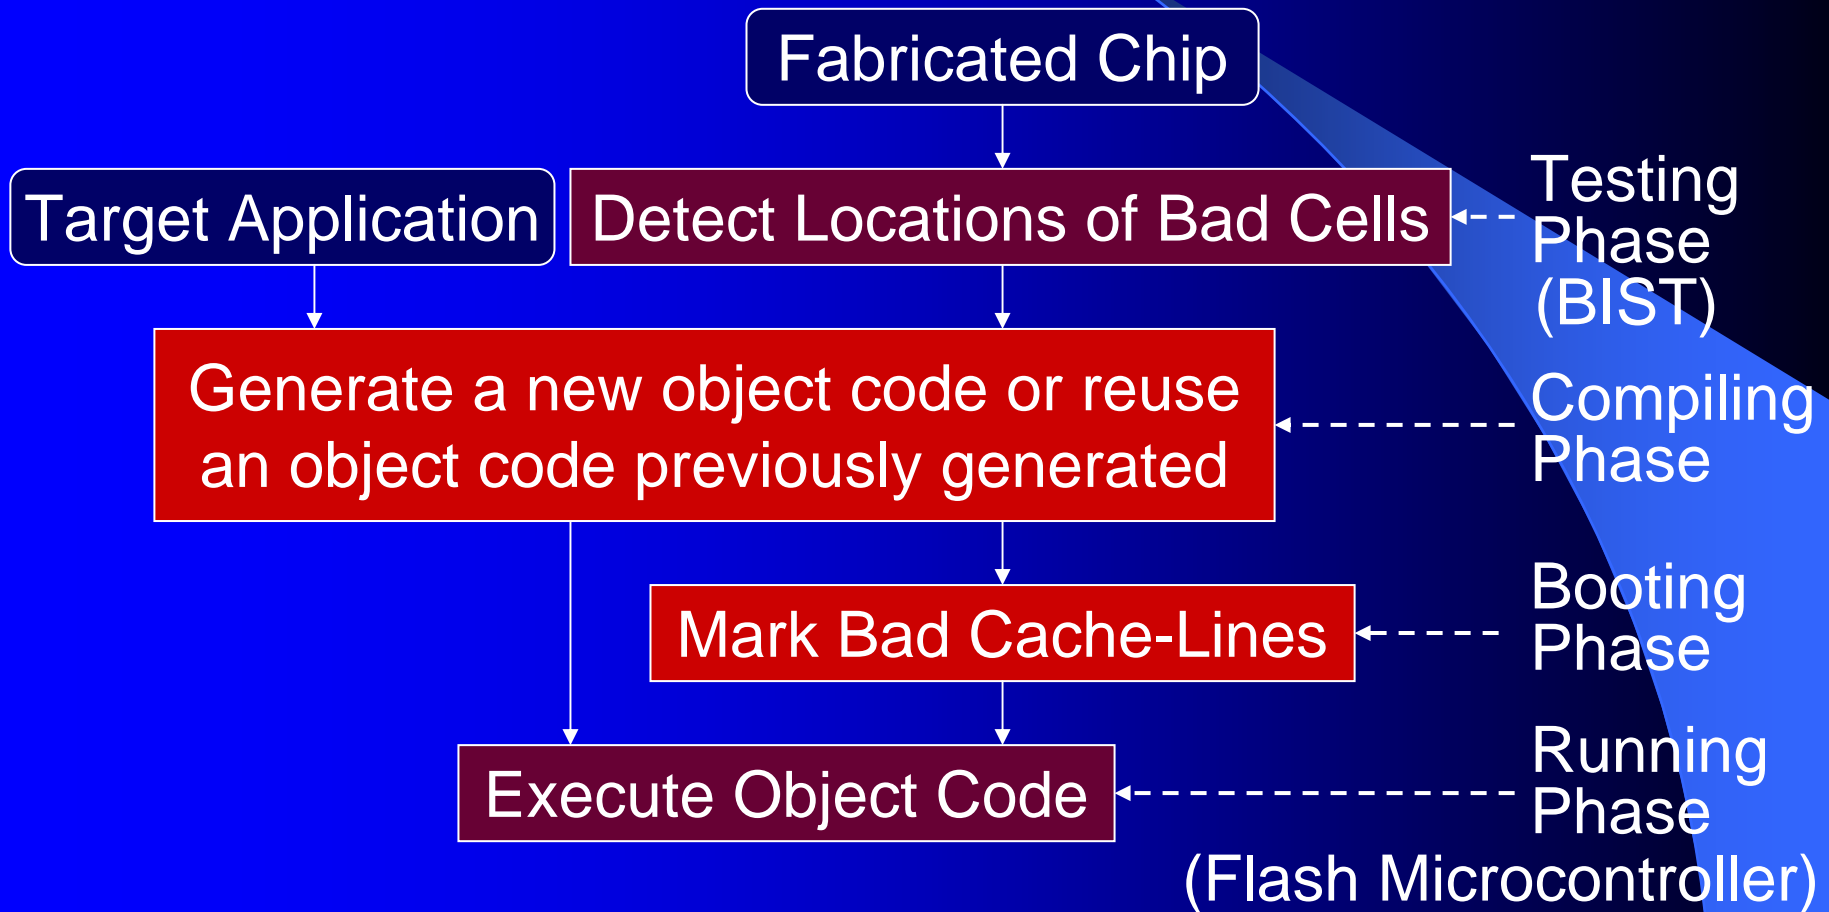 Fabricated Chip
Target Application
Detect Locations of Bad Cells
Testing
Phase
(BIST)
Generate a new object code or reuse
an object code previously generated
Compiling
Phase
Mark Bad Cache-Lines
Booting
Phase
Execute Object Code
Running
Phase
(Flash Microcontroller)